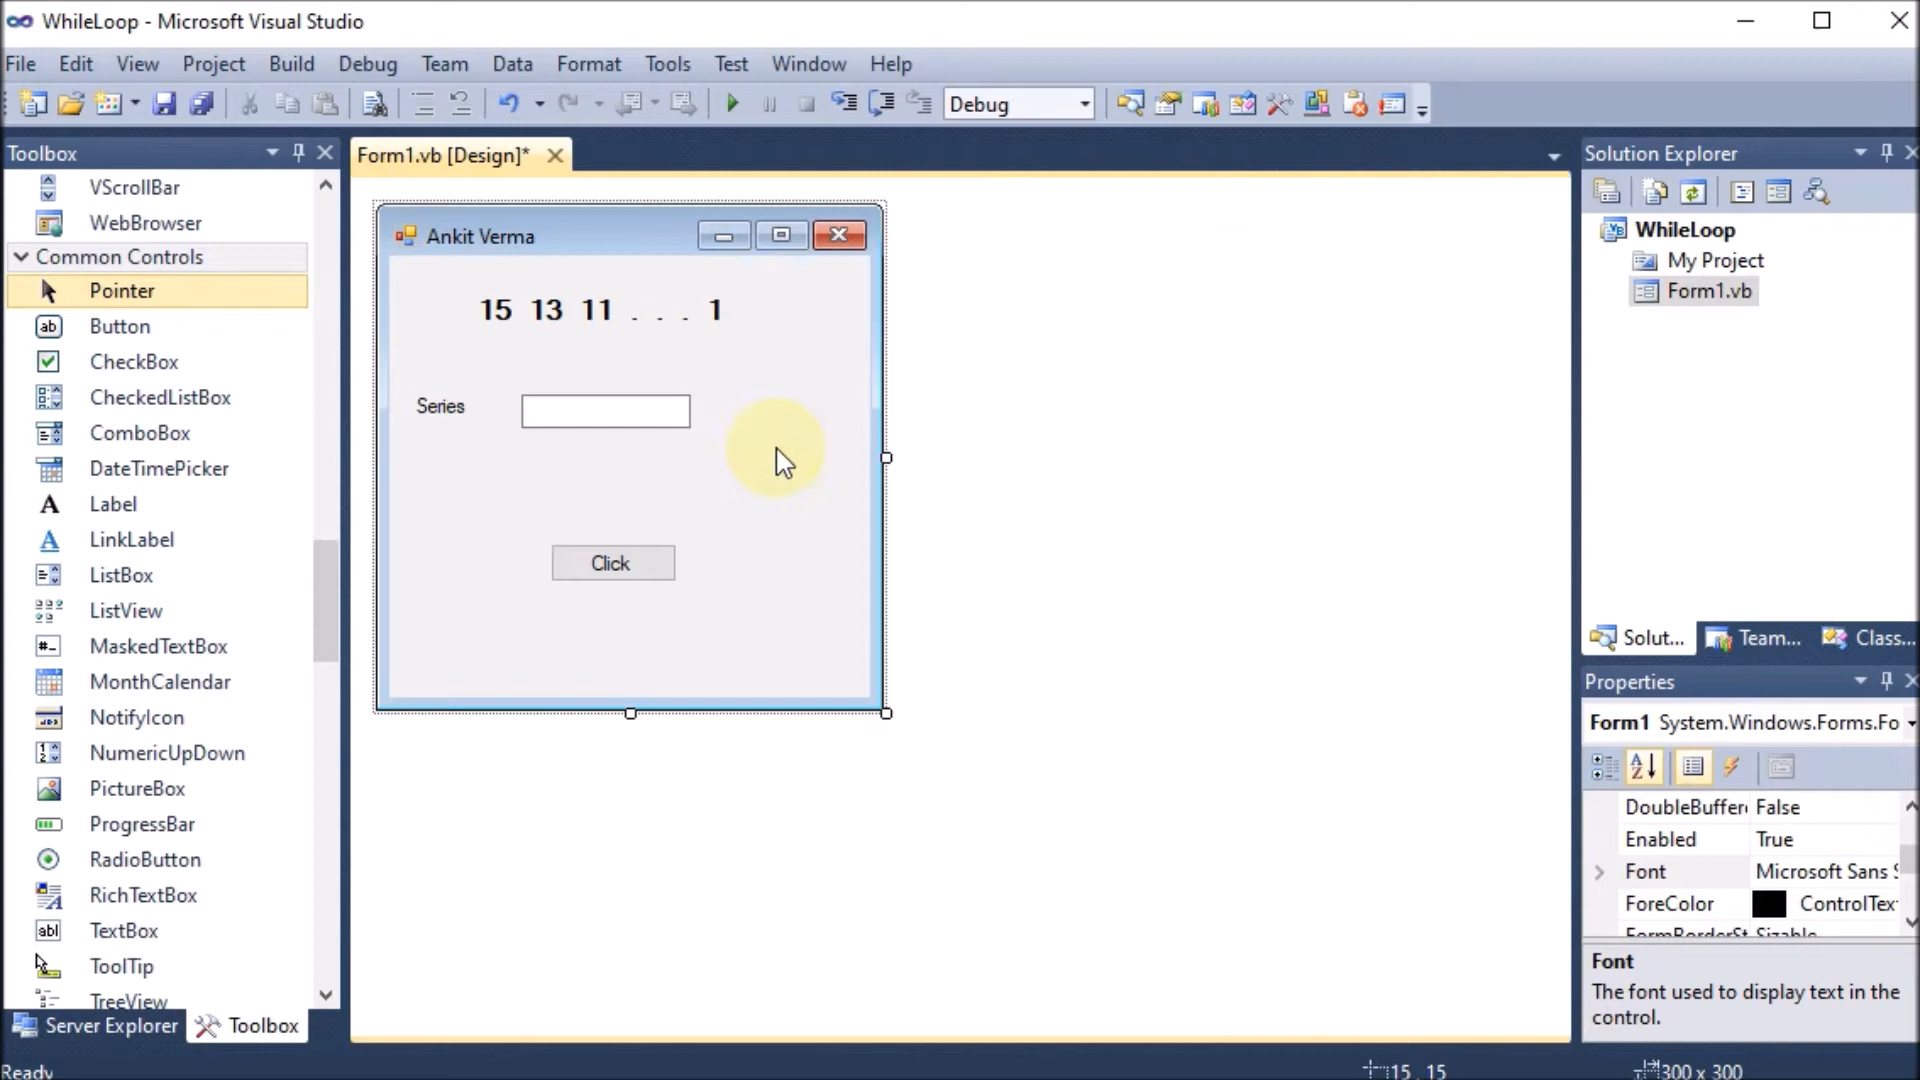 WhileLoop - Microsoft Visual Studio
File Edit View Project Build Debug Team Data Format Tools Test Window Help
Debug
Toolbox
VScrollBar
WebBrowser
Common Controls
Pointer
Button
CheckBox
CheckedListBox
ComboBox
DateTimePicker
Label
LinkLabel
ListBox
ListView
MaskedTextBox
MonthCalendar
NotifyIcon
NumericUpDown
PictureBox
ProgressBar
RadioButton
RichTextBox
TextBox
ToolTip
TreeView
Server Explorer Toolbox
Form1.vb [Design]*
Ankit Verma
15 13 11 . . . 1
Series
Click
Solution Explorer
WhileLoop
My Project
Form1.vb
Solut... Team... Class...
Properties
Form1 System.Windows.Forms.Fo
DoubleBuffere False
Enabled True
Font Microsoft Sans S
ForeColor ControlTex
FormBorderSt Sizable
Font
The font used to display text in the
control.
Ready
15 , 15
300 x 300